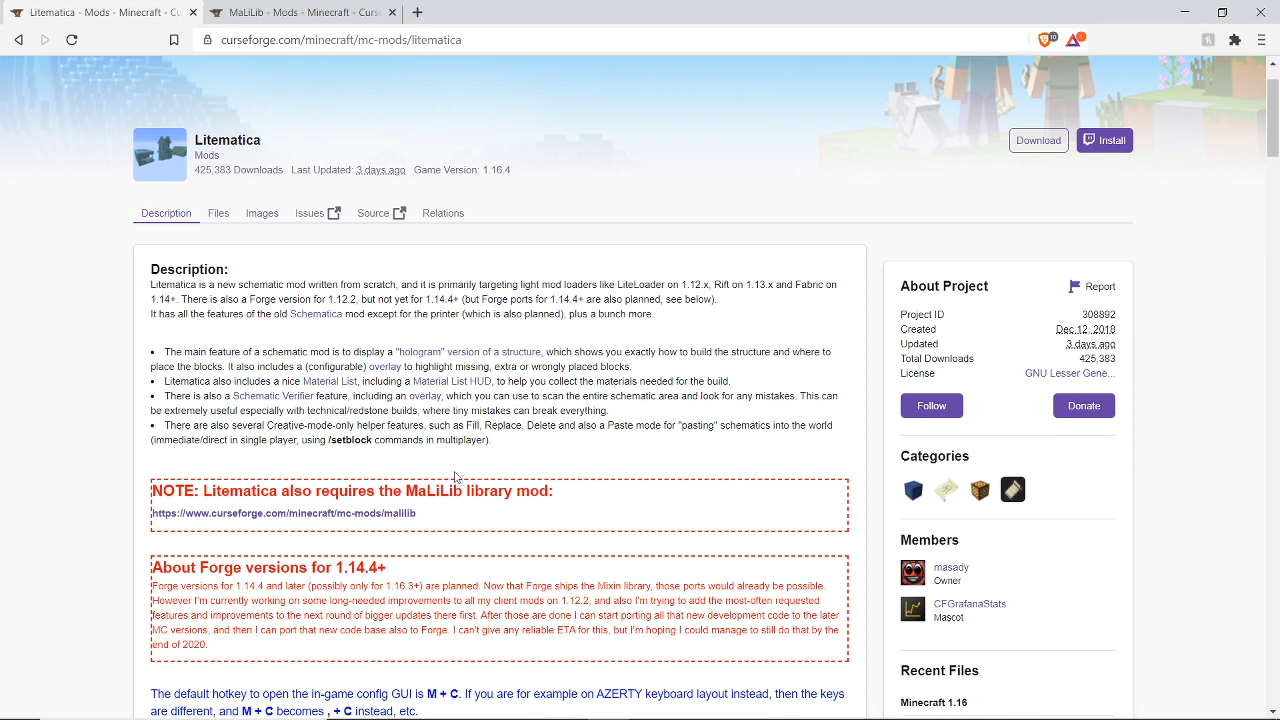 Litematica - Mods - Minecraft - Cu
MaLiLib - Mods - Minecraft - Curse
curseforge.com/minecraft/mc-mods/litematica
10
1
Litematica
Mods
425,383 Downloads Last Updated: 3 days ago Game Version: 1.16.4
Download
Install
Description Files Images Issues Source Relations
Description:
Litematica is a new schematic mod written from scratch, and it is primarily targeting light mod loaders like LiteLoader on 1.12.x, Rift on 1.13.x and Fabric on
1.14+. There is also a Forge version for 1.12.2, but not yet for 1.14.4+ (but Forge ports for 1.14.4+ are also planned, see below).
It has all the features of the old Schematica mod except for the printer (which is also planned), plus a bunch more.
• The main feature of a schematic mod is to display a "hologram" version of a structure, which shows you exactly how to build the structure and where to
place the blocks. It also includes a (configurable) overlay to highlight missing, extra or wrongly placed blocks.
• Litematica also includes a nice Material List, including a Material List HUD, to help you collect the materials needed for the build.
• There is also a Schematic Verifier feature, including an overlay, which you can use to scan the entire schematic area and look for any mistakes. This can
be extremely useful especially with technical/redstone builds, where tiny mistakes can break everything.
• There are also several Creative-mode-only helper features, such as Fill, Replace, Delete and also a Paste mode for "pasting" schematics into the world
(immediate/direct in single player, using /setblock commands in multiplayer).
NOTE: Litematica also requires the MaLiLib library mod:
https://www.curseforge.com/minecraft/mc-mods/malilib
About Forge versions for 1.14.4+
Forge versions for 1.14.4 and later (possibly only for 1.16.3+) are planned. Now that Forge ships the Mixin library, those ports would already be possible.
However I'm currently working on some long-needed improvements to all my client mods on 1.12.2, and also I'm trying to add the most-often requested
features and improvements to the next round of bigger updates there first. After those are done I can start porting all that new development code to the later
MC versions, and then I can port that new code base also to Forge. I can't give any reliable ETA for this, but I'm hoping I could manage to still do that by the
end of 2020.
The default hotkey to open the in-game config GUI is M + C. If you are for example on AZERTY keyboard layout instead, then the keys
are different, and M + C becomes , + C instead, etc.
About Project
Report
Project ID 308892
Created Dec 12, 2018
Updated 3 days ago
Total Downloads 425,383
License GNU Lesser Gene...
Follow
Donate
Categories
Members
masady
Owner
CFGrafanaStats
Mascot
Recent Files
Minecraft 1.16